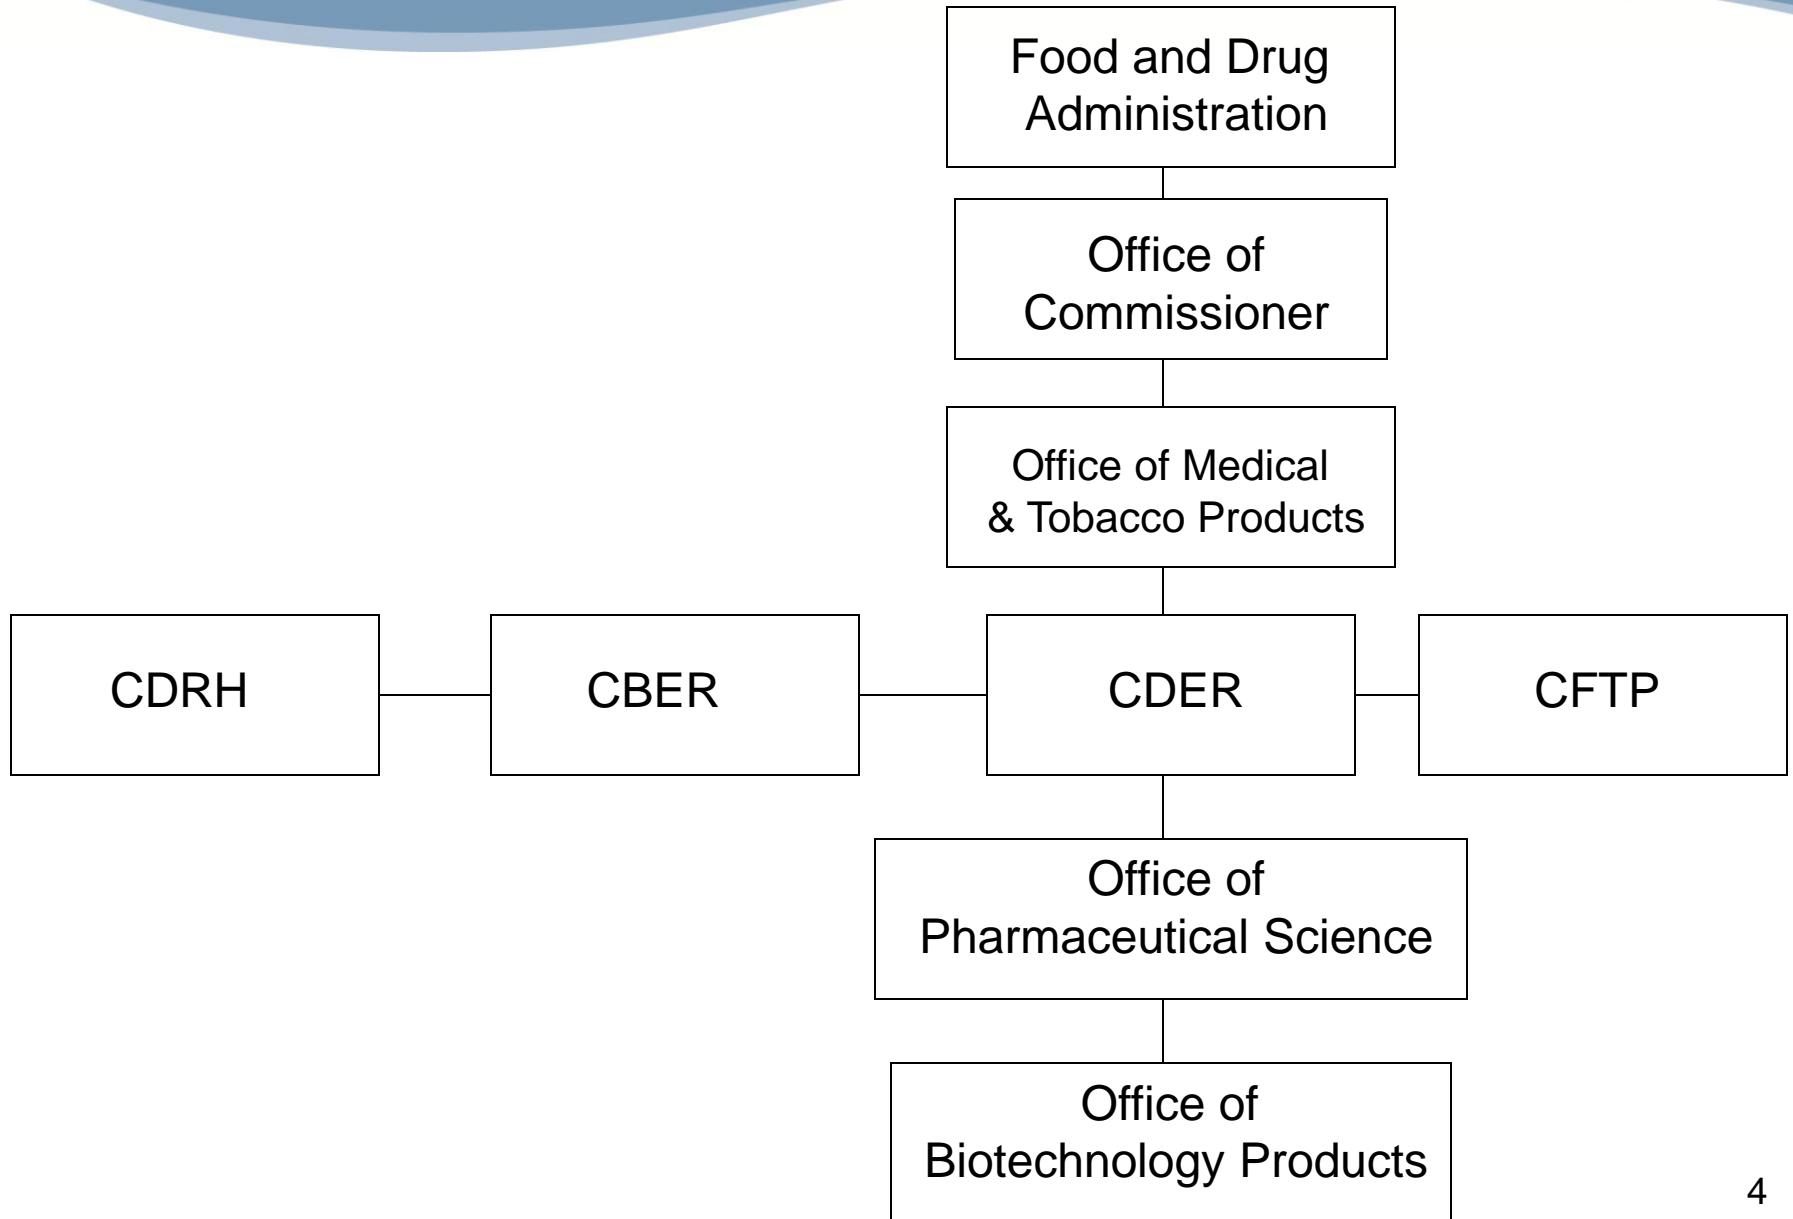 Food and Drug
Administration
Office of
Commissioner
Office of Medical
& Tobacco Products
CDRH
CBER
CDER
CFTP
Office of
Pharmaceutical Science
Office of
Biotechnology Products
4